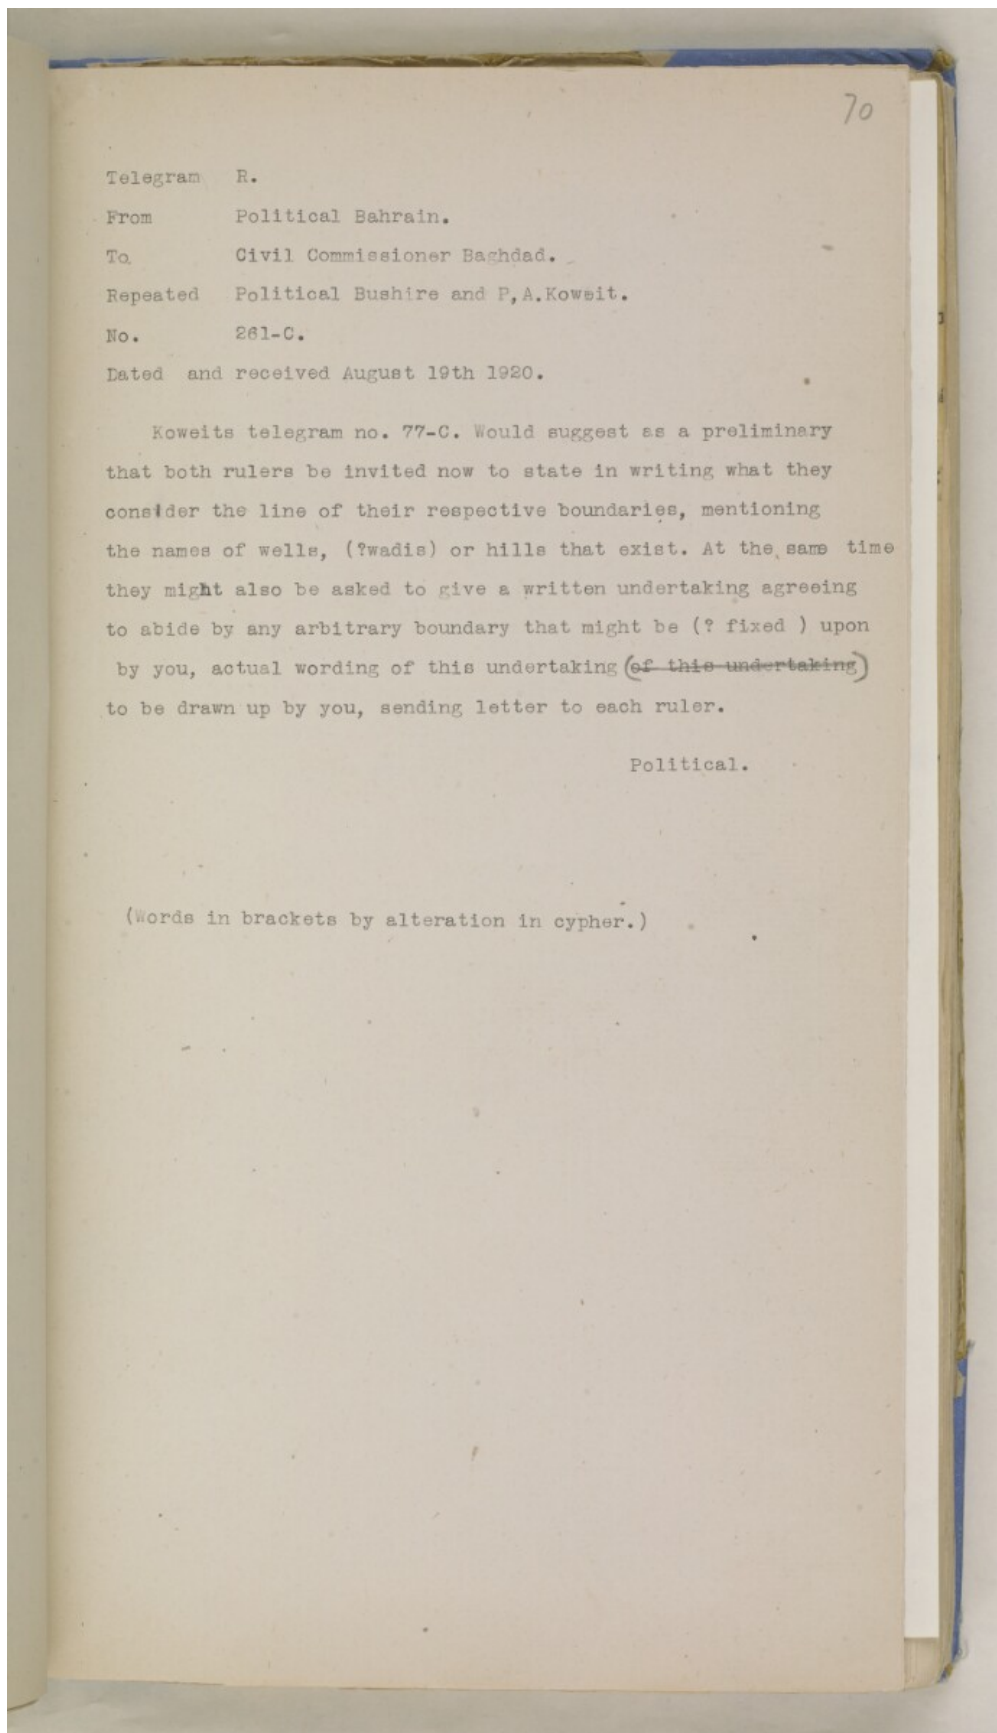 70
Telegram R.
From Political Bahrain.
To. Civil Commissioner Baghdad.
Repeated Political Bushire and P,A.Koweit.
No. 261-C.
Dated and received August 19th 1920.
Koweits telegram no. 77-C. Would suggest as a preliminary
that both rulers be invited now to state in writing what they
consider the line of their respective boundaries, mentioning
the names of wells, (?wadis) or hills that exist. At the same time
they might also be asked to give a written undertaking agreeing
to abide by any arbitrary boundary that might be (? fixed ) upon
by you, actual wording of this undertaking (of this undertaking)
to be drawn up by you, sending letter to each ruler.
Political.
(Words in brackets by alteration in cypher.)